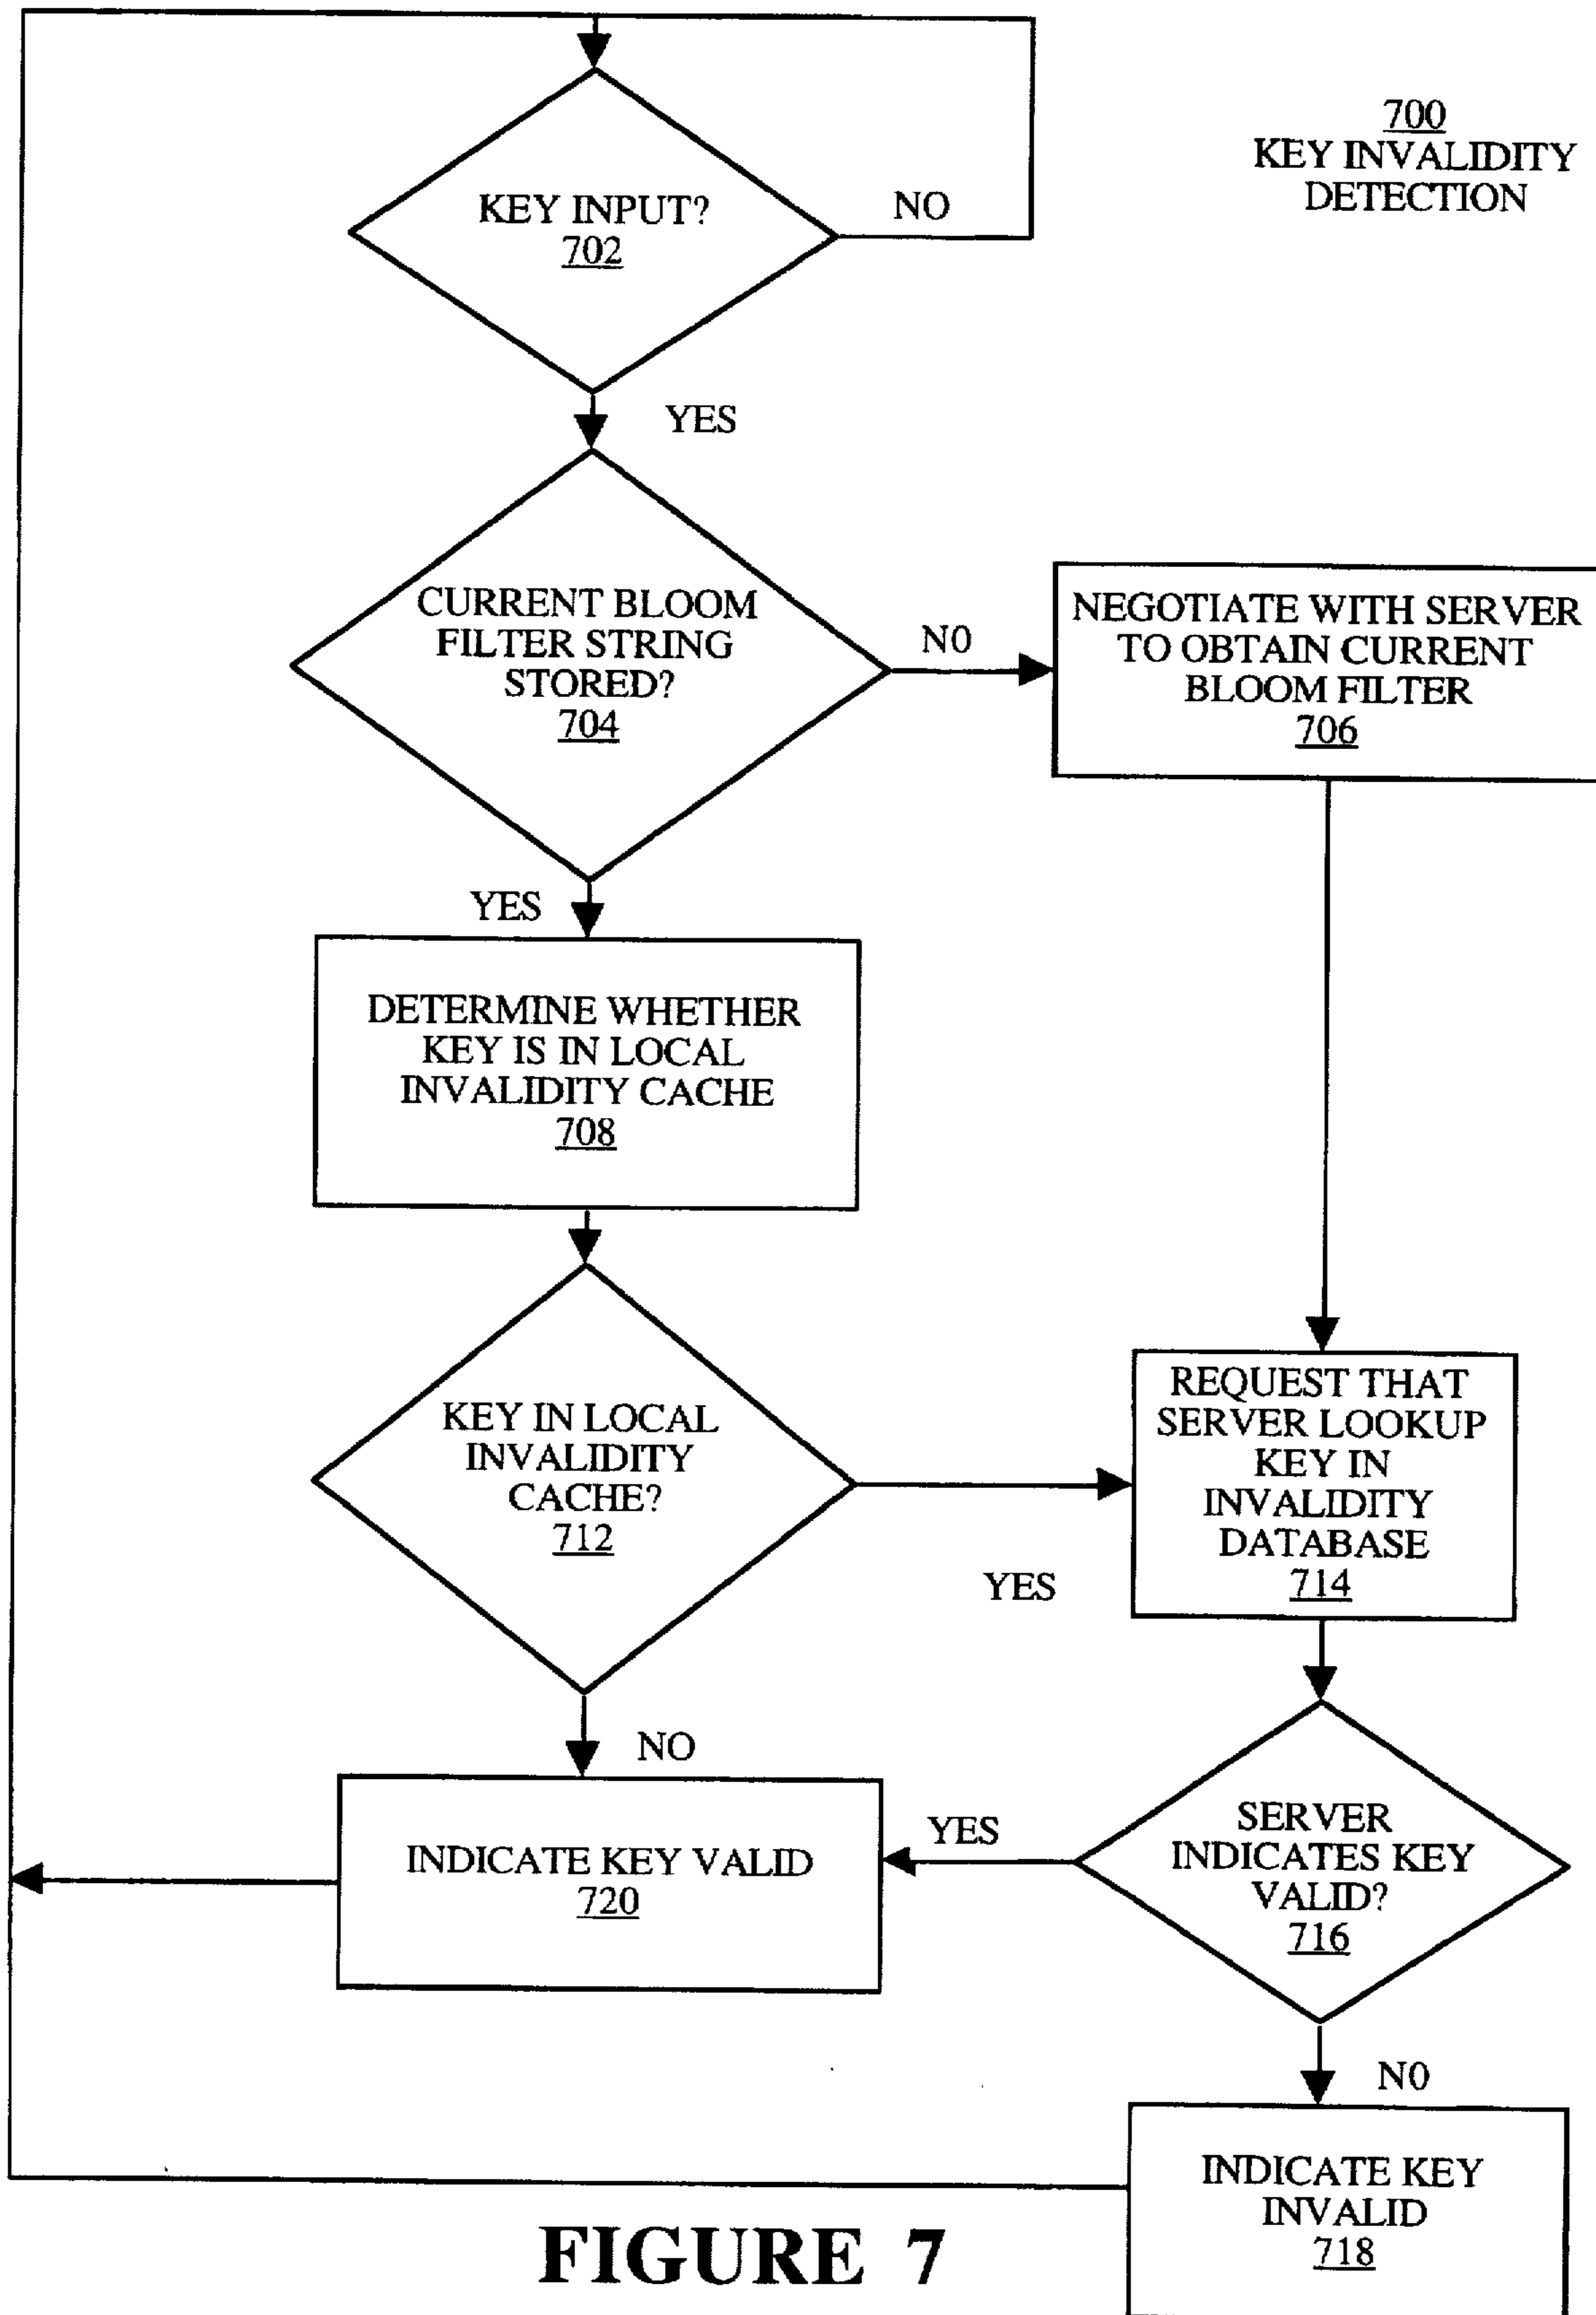 700
KEY INVALIDITY
DETECTION
KEY INPUT?
702
NO
YES
CURRENT BLOOM
FILTER STRING
STORED?
704
N0
NEGOTIATE WITH SERVER
TO OBTAIN CURRENT
BLOOM FILTER
706
YES
DETERMINE WHETHER
KEY IS IN LOCAL
INVALIDITY CACHE
708
KEY IN LOCAL
INVALIDITY
CACHE?
712
YES
REQUEST THAT
SERVER LOOKUP
KEY IN
INVALIDITY
DATABASE
714
NO
INDICATE KEY VALID
720
YES
SERVER
INDICATES KEY
VALID?
716
N0
INDICATE KEY
INVALID
718
FIGURE 7